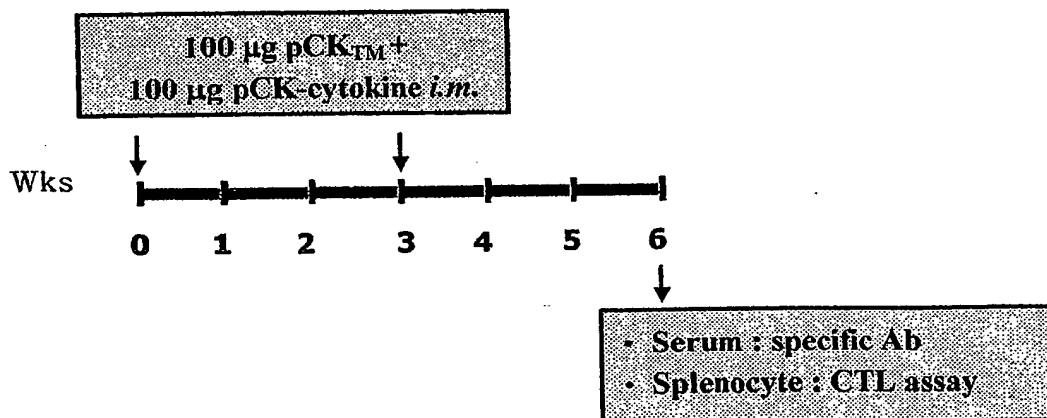 100 µg pCKTM+
100 µg pCK-cytokine i.m.
Wks
0 1 2 3 4 5 6
· Serum : specific Ab
· Splenocyte : CTL assay